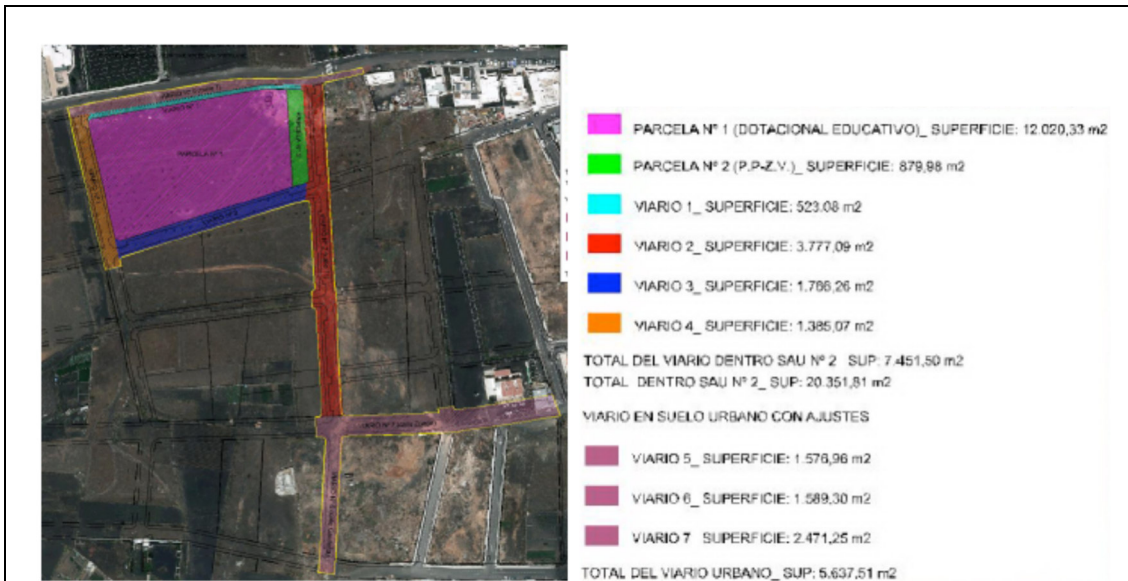 PARCELA Nº 1 (DOTACIONAL EDUCATIVO)_ SUPERFICIE: 12.020,33 m2
PARCELA Nº 2 (P.P-Z.V.)_ SUPERFICIE: 879,98 m2
VIARIO 1_ SUPERFICIE: 523.08 m2
VIARIO 2_ SUPERFICIE: 3.777,09 m2
VIARIO 3_ SUPERFICIE: 1.766,26 m2
VIARIO 4_ SUPERFICIE: 1.385,07 m2
TOTAL DEL VIARIO DENTRO SAU Nº 2 SUP: 7.451,50 m2
TOTAL DENTRO SAU Nº 2_ SUP: 20.351,81 m2
VIARIO EN SUELO URBANO CON AJUSTES
VIARIO 5_ SUPERFICIE: 1.576,96 m2
VIARIO 6_ SUPERFICIE: 1.589,30 m2
VIARIO 7 SUPERFICIE: 2.471,25 m2
TOTAL DEL VIARIO URBANO_ SUP: 5.637,51 m2
PARCELA Nº 1